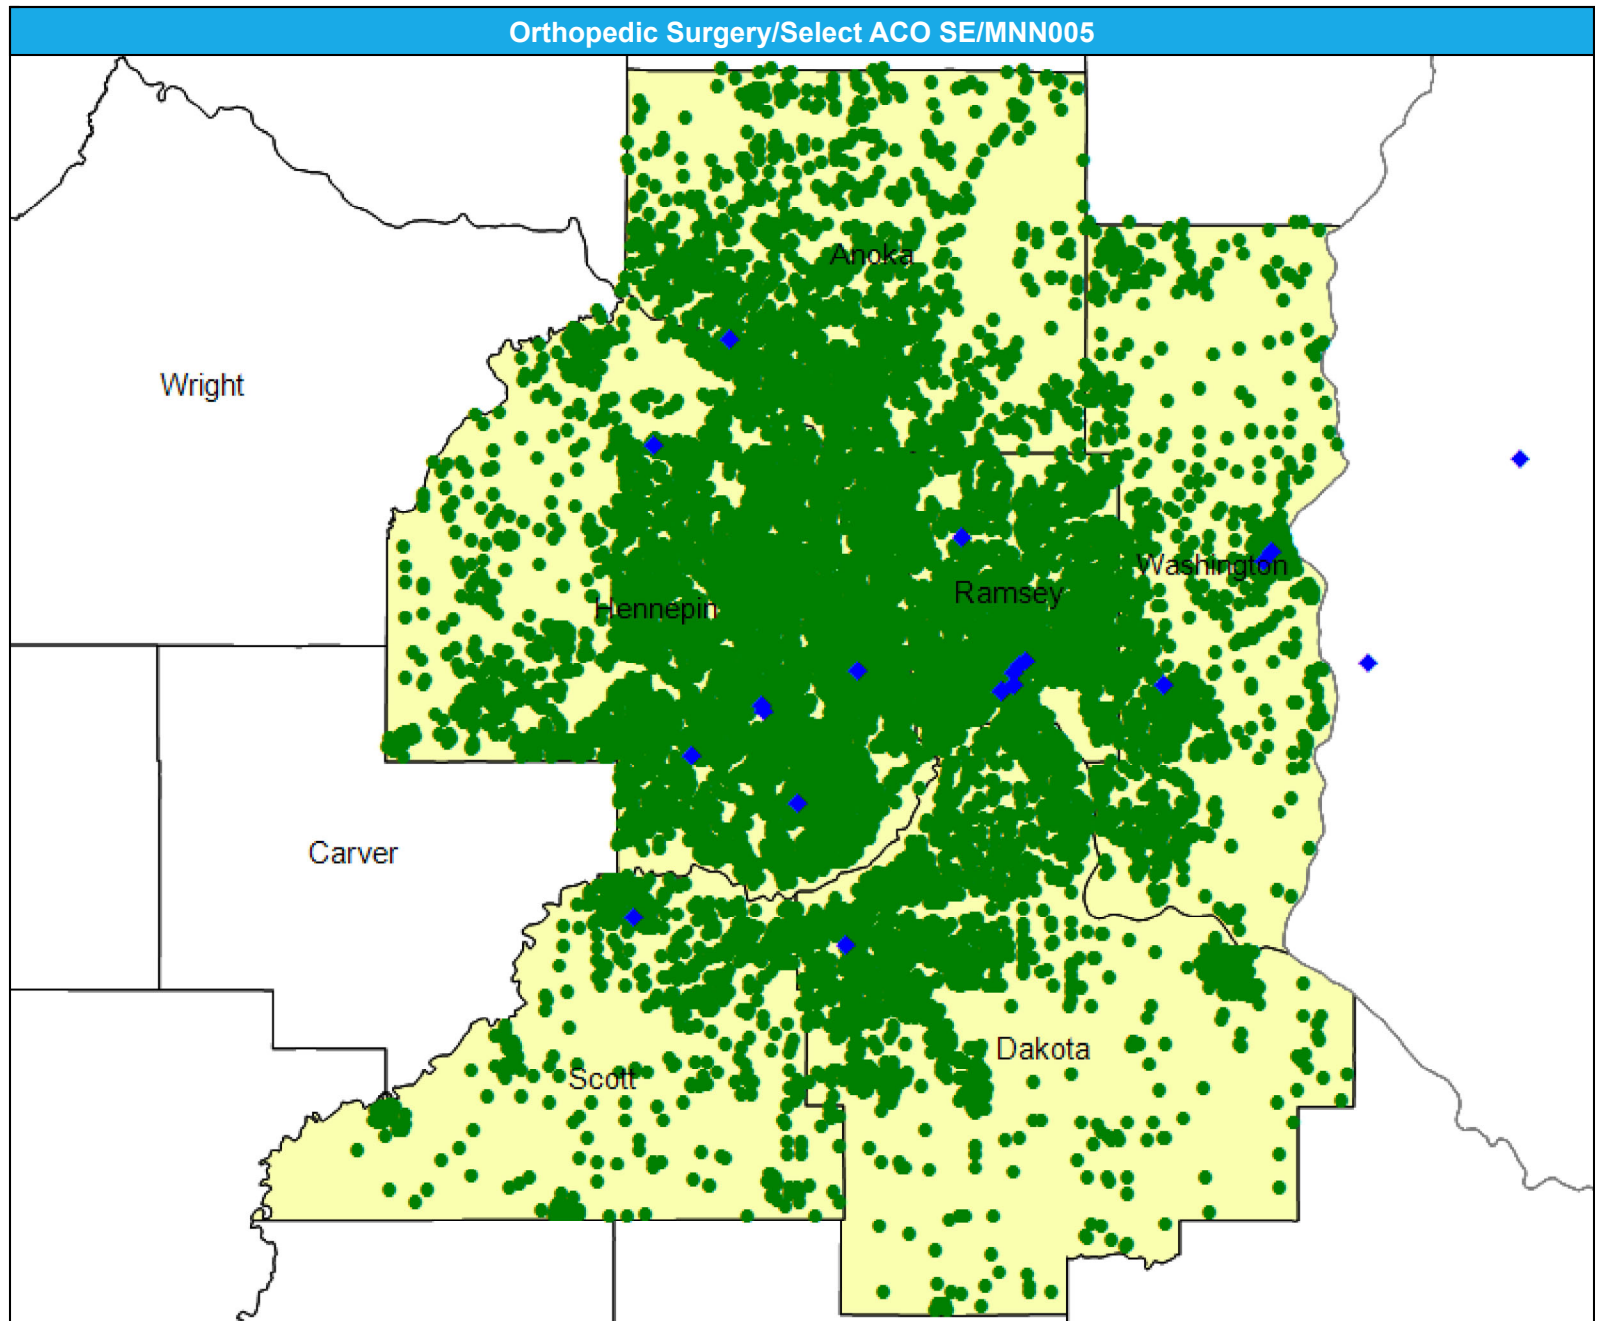 Orthopedic Surgery/Select ACO SE/MNN005
Anoka
Wright
Washington
Ramsey
Hennepin
Carver
Dakota
Scott